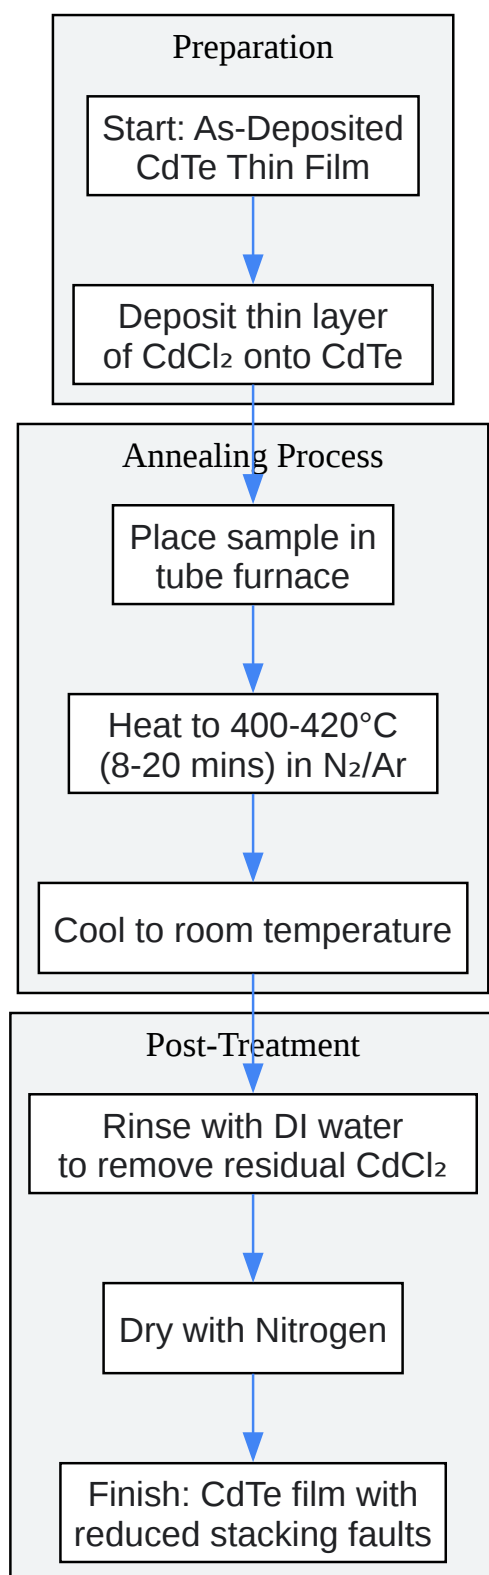 Preparation
Start: As-Deposited
CdTe Thin Film
Deposit thin layer
of CdCl₂ onto CdTe
Annealing Process
Place sample in
tube furnace
Heat to 400-420°C
(8-20 mins) in N₂/Ar
Cool to room temperature
Post-Treatment
Rinse with DI water
to remove residual CdCl₂
Dry with Nitrogen
Finish: CdTe film with
reduced stacking faults